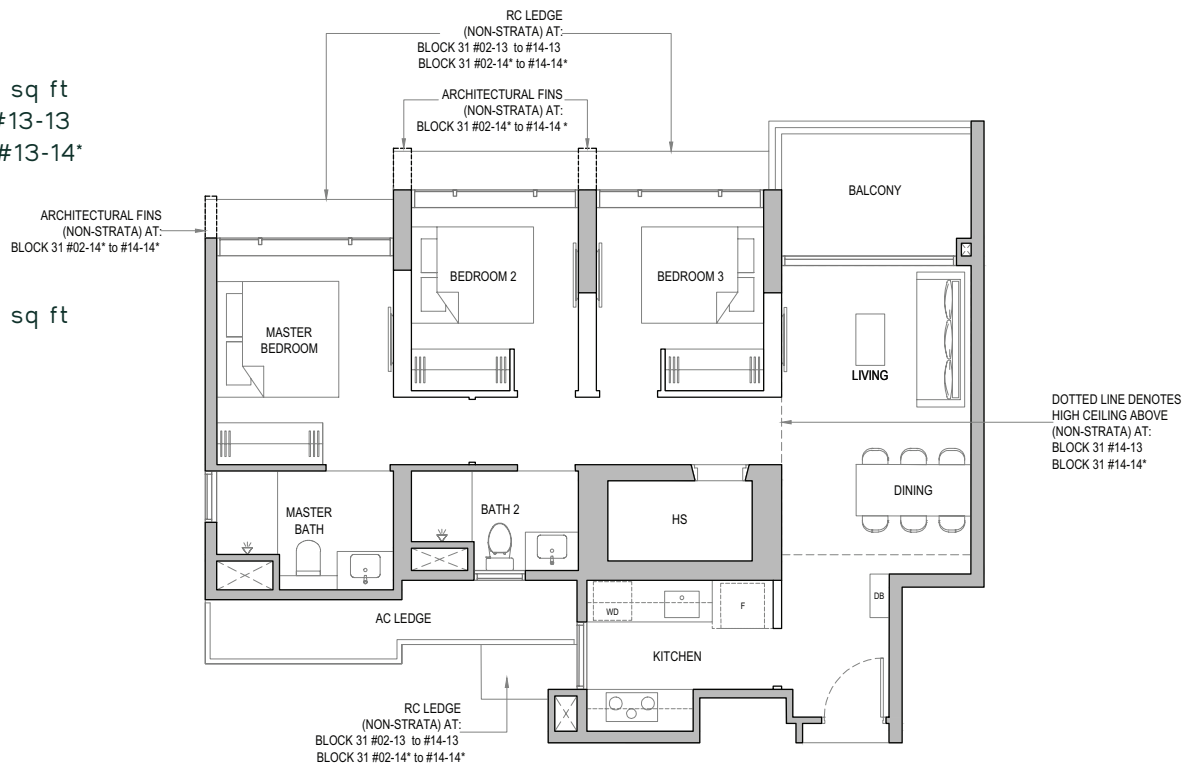 sq ft
#13-13
#13-14*
sq ft
RC LEDGE
(NON-STRATA) AT:
BLOCK 31 #02-13 to #14-13
BLOCK 31 #02-14* to #14-14*
ARCHITECTURAL FINS
(NON-STRATA) AT:
BLOCK 31 #02-14* to #14-14*
ARCHITECTURAL FINS
(NON-STRATA) AT:
BLOCK 31 #02-14* to #14-14*
BALCONY
BEDROOM 2
BEDROOM 3
MASTER
BEDROOM
LIVING
DOTTED LINE DENOTES
HIGH CEILING ABOVE
(NON-STRATA) AT:
BLOCK 31 #14-13
BLOCK 31 #14-14*
DINING
MASTER
BATH
BATH 2
HS
WD
F
DB
AC LEDGE
KITCHEN
RC LEDGE
(NON-STRATA) AT:
BLOCK 31 #02-13 to #14-13
BLOCK 31 #02-14* to #14-14*